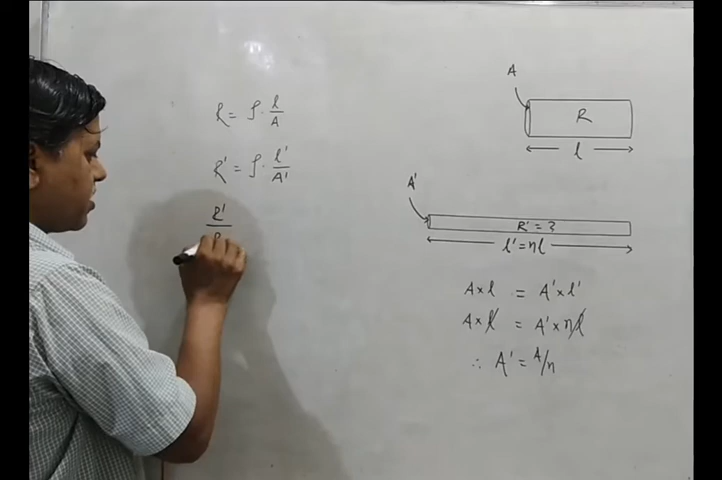 R = ρ · l/A
R' = ρ · l'/A'
R'/R
A
R
l
A'
R' = ?
l' = nl
A × l = A' × l'
A × l = A' × nl
∴ A' = A/n